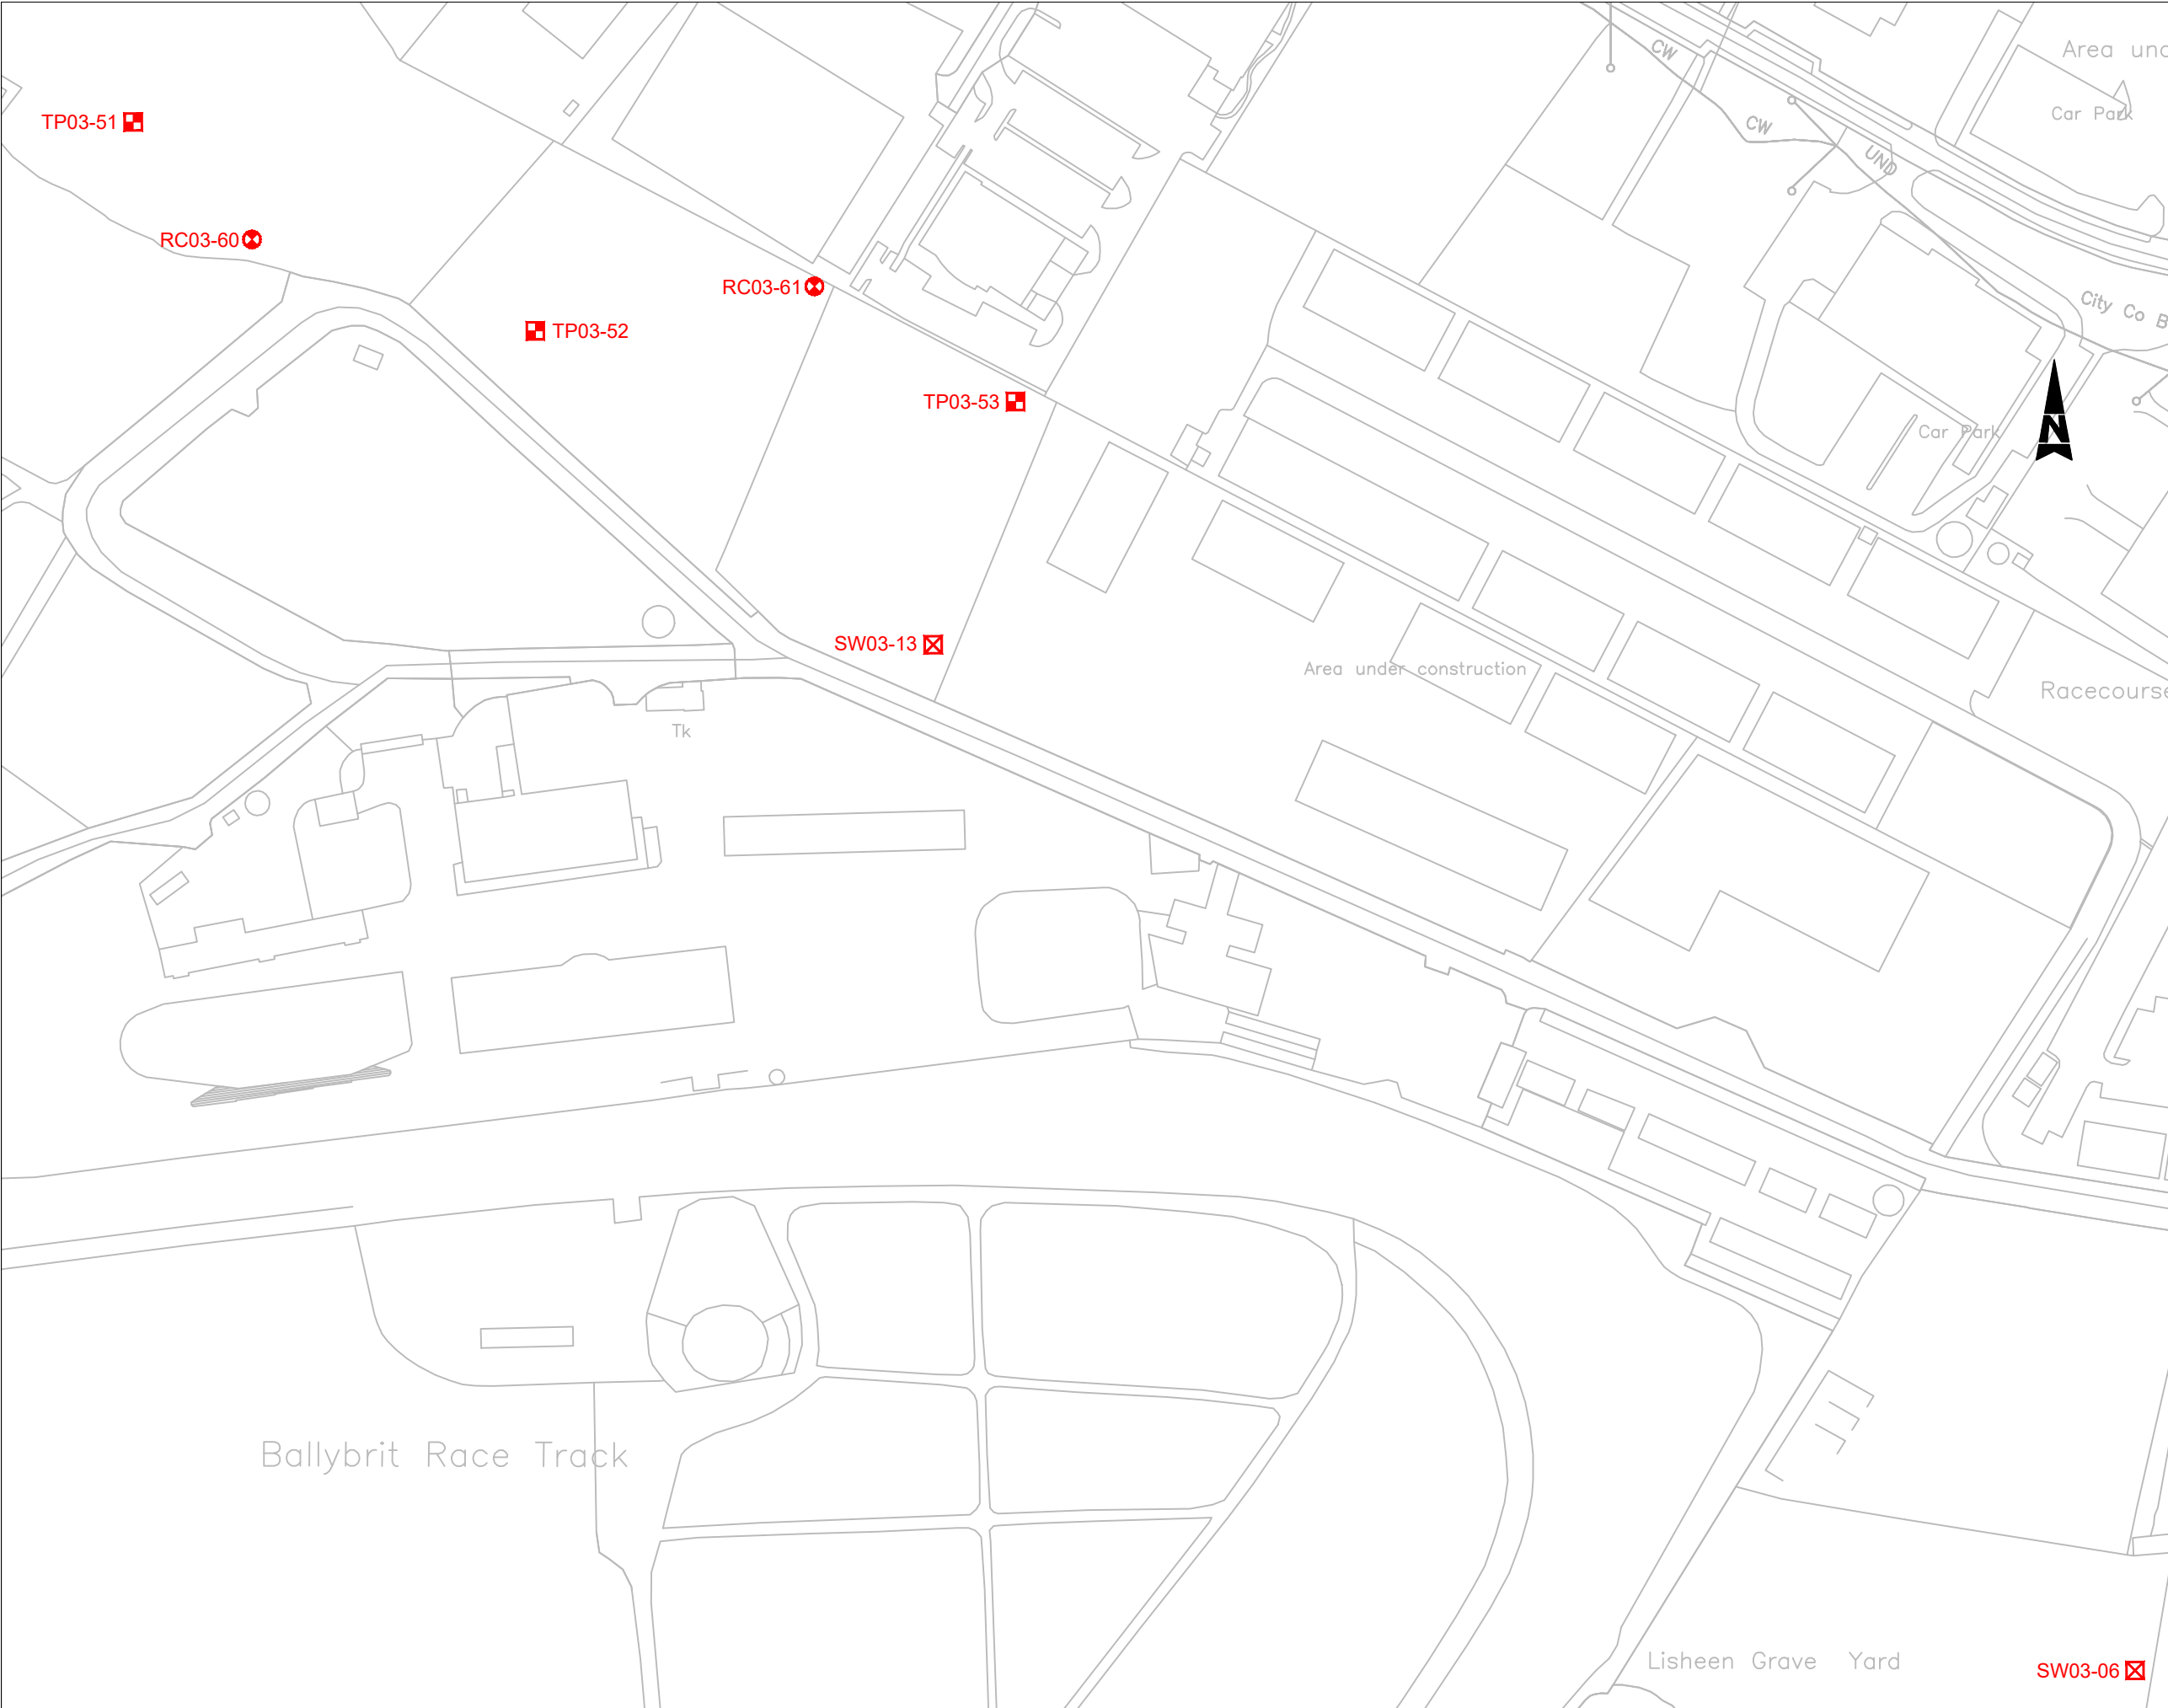 CW
Area und
Car Park
TP03-51
CW
UND
RC03-60
RC03-61
City Co B
TP03-52
TP03-53
N
Car Park
SW03-13
Area under construction
Racecourse
Tk
Ballybrit Race Track
Lisheen Grave Yard
SW03-06